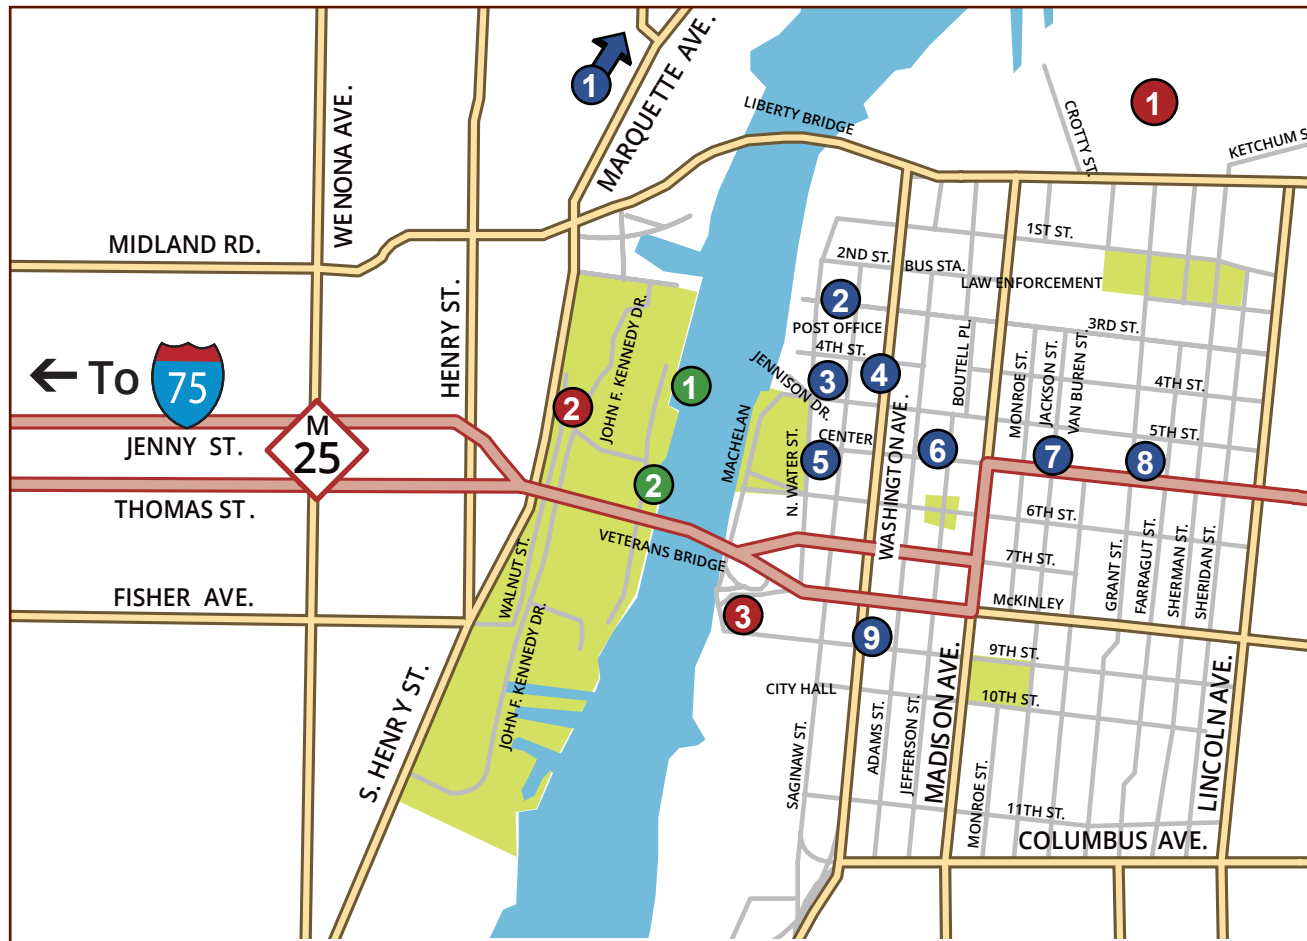 1
MARQUETTE AVE.
WENONA AVE.
LIBERTY BRIDGE
1
CROTTY ST.
KETCHUM S
MIDLAND RD.
HENRY ST.
1ST ST.
2ND ST.
BUS STA.
LAW ENFORCEMENT
2
POST OFFICE
3RD ST.
4TH ST.
JOHN F. KENNEDY DR.
BOUTELL PL.
MONROE ST.
JACKSON ST.
VAN BUREN ST.
To
75
1
JENNISON DR.
3
4
4TH ST.
2
MACHELAN
5TH ST.
M
25
JENNY ST.
CENTER
N. WATER ST.
5
6
7
8
WASHINGTON AVE.
2
THOMAS ST.
6TH ST.
VETERANS BRIDGE
7TH ST.
WALNUT ST.
GRANT ST.
FARRAGUT ST.
SHERMAN ST.
SHERIDAN ST.
FISHER AVE.
McKINLEY
3
9
JOHN F. KENNEDY DR.
9TH ST.
CITY HALL
10TH ST.
S. HENRY ST.
SAGINAW ST.
ADAMS ST.
JEFFERSON ST.
MADISON AVE.
MONROE ST.
LINCOLN AVE.
11TH ST.
COLUMBUS AVE.